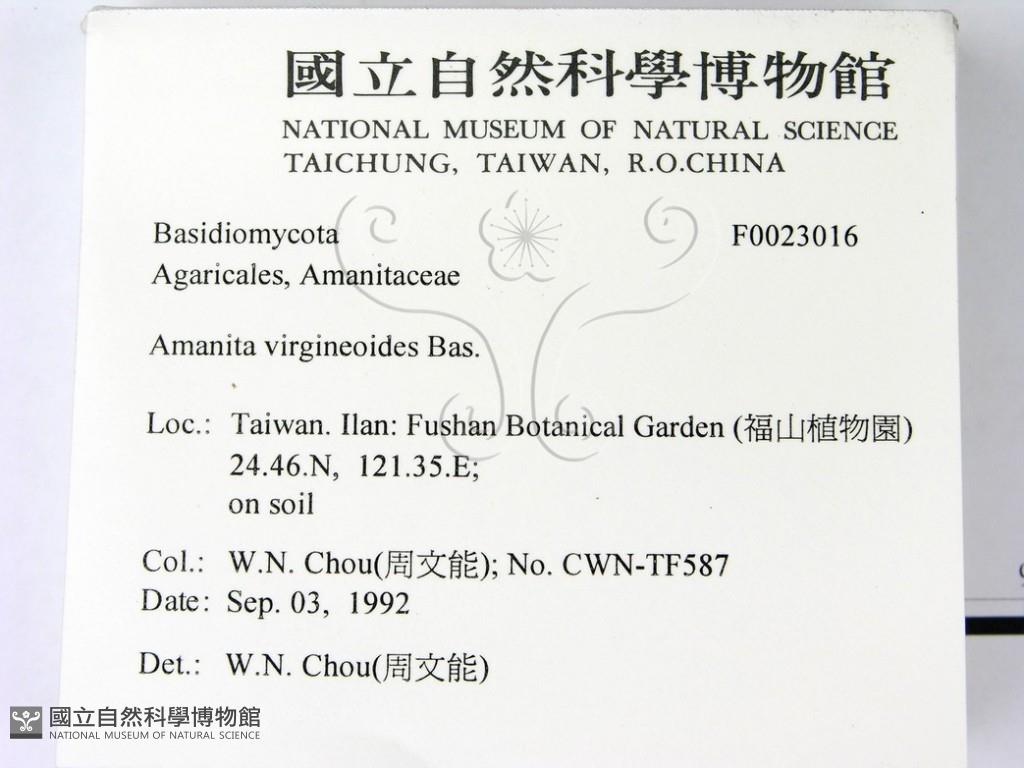 國立自然科學博物館
NATIONAL MUSEUM OF NATURAL SCIENCE
TAICHUNG, TAIWAN, R.O.CHINA
Basidiomycota F0023016
Agaricales, Amanitaceae
Amanita virgineoides Bas.
Loc.: Taiwan. Ilan: Fushan Botanical Garden (福山植物園)
24.46.N, 121.35.E;
on soil
Col.: W.N. Chou(周文能); No. CWN-TF587
Date: Sep. 03, 1992
Det.: W.N. Chou(周文能)
國立自然科學博物館
NATIONAL MUSEUM OF NATURAL SCIENCE